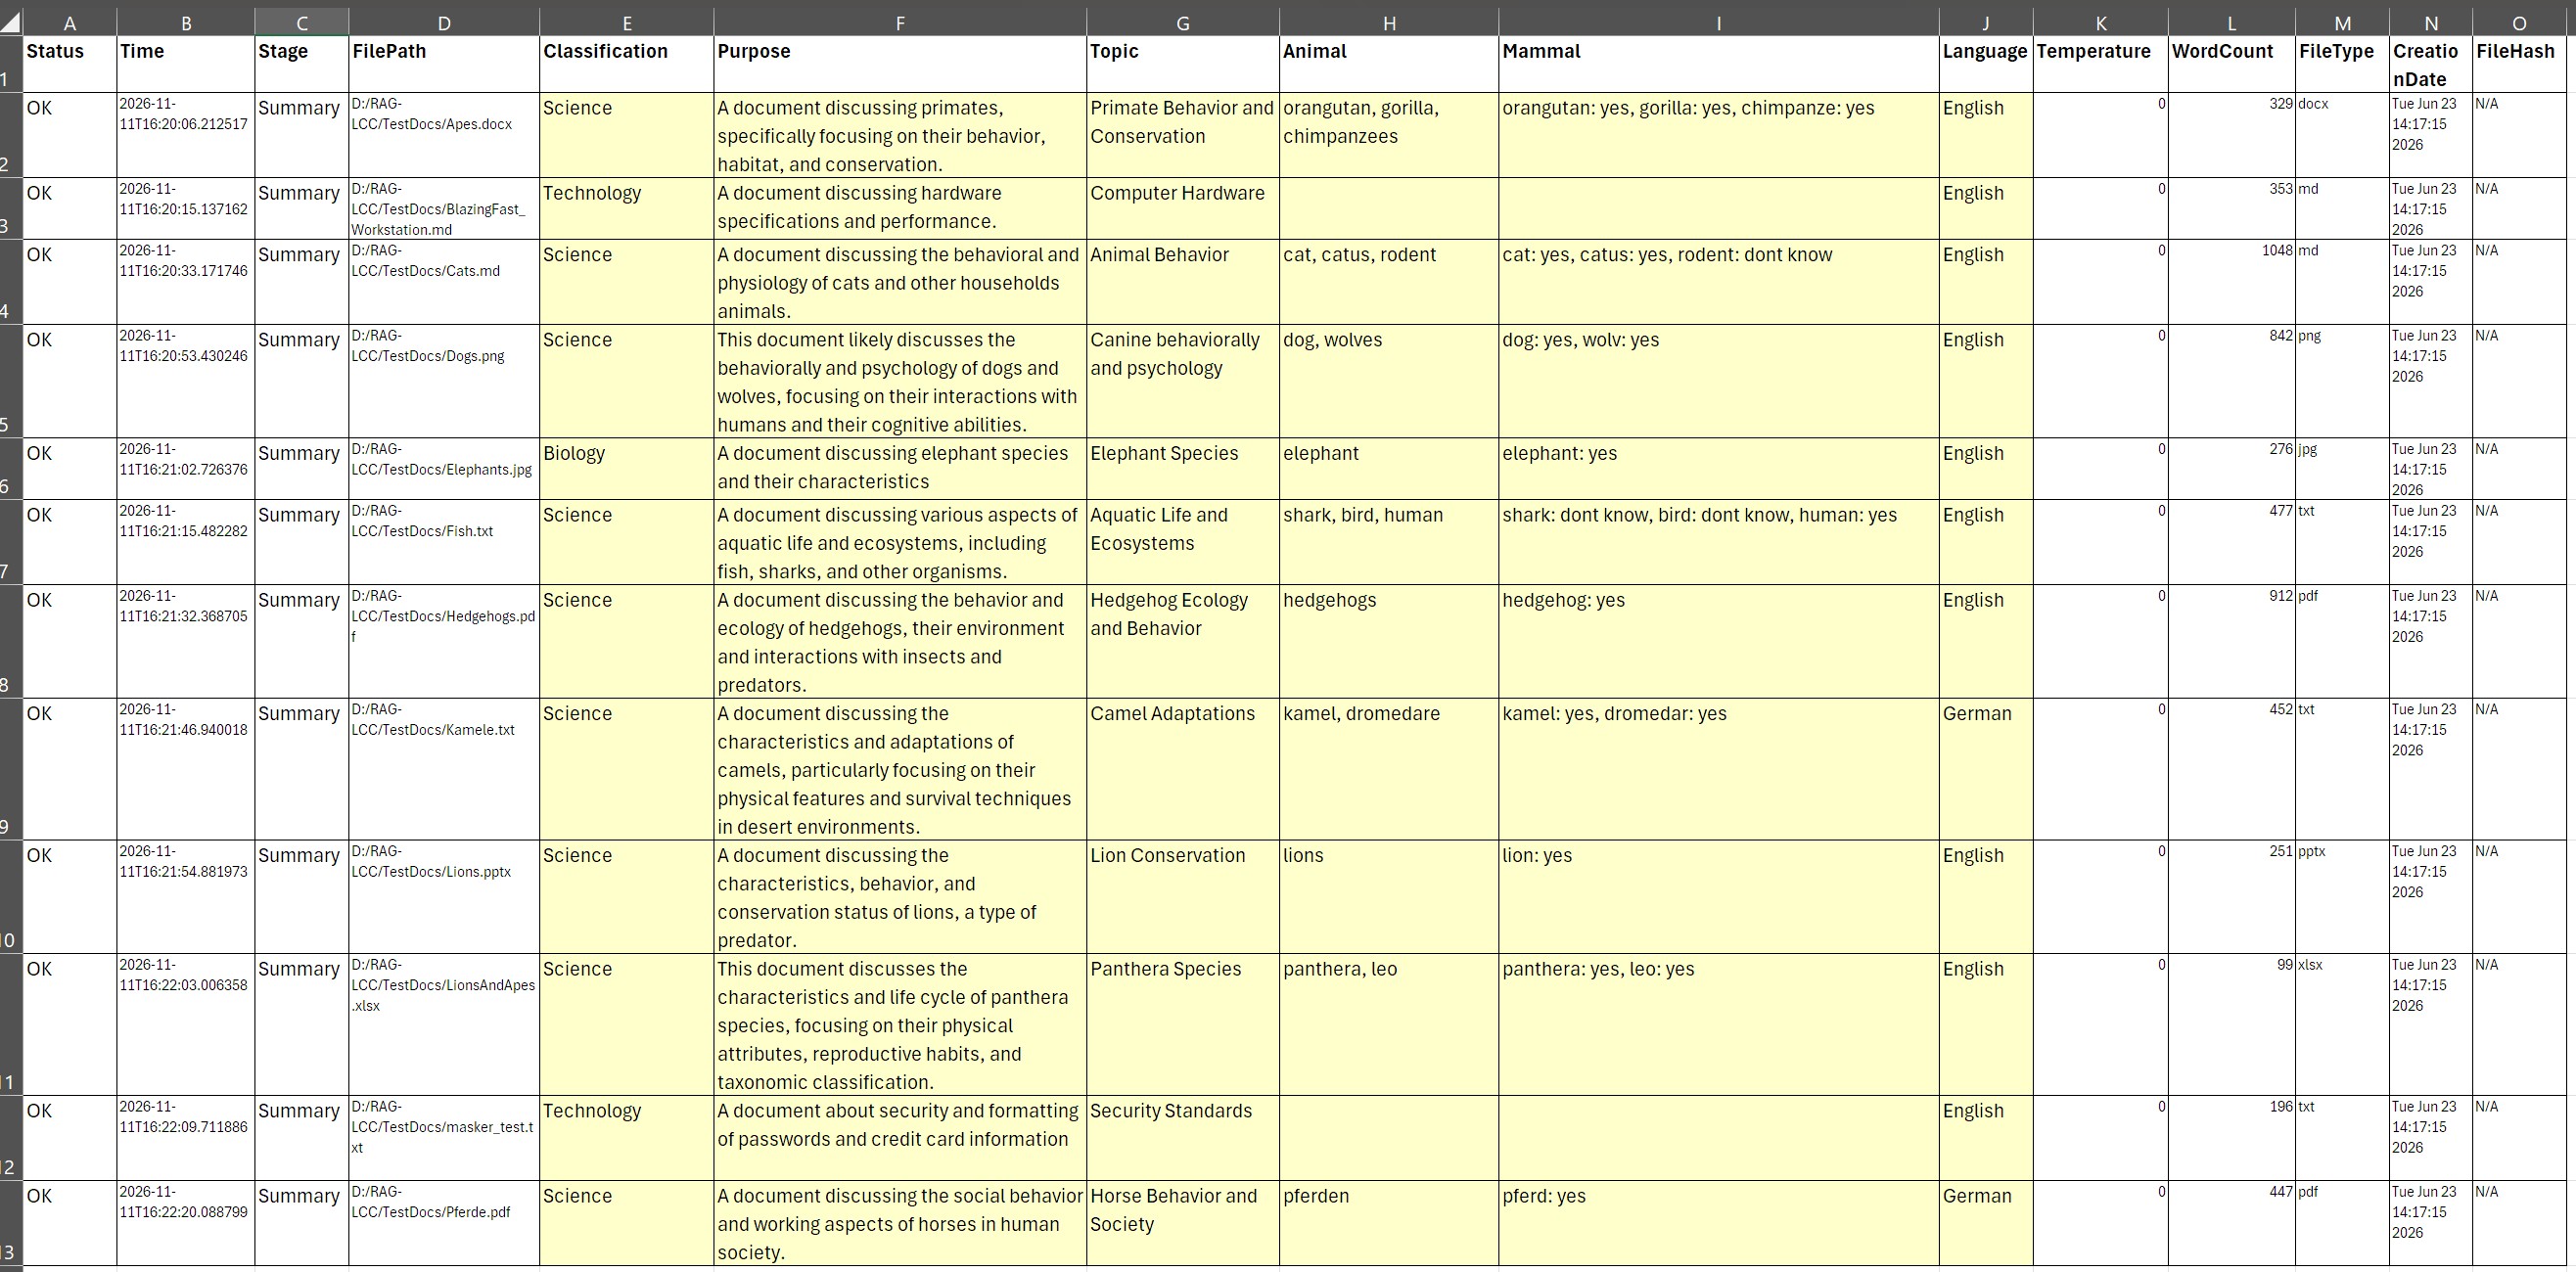 A B C D E F G H I J K L M N O
1 Status Time Stage FilePath Classification Purpose Topic Animal Mammal Language Temperature WordCount FileType Creatio
nDate FileHash
2 OK 2026-11-
11T16:20:06.212517 Summary D:/RAG-
LCC/TestDocs/Apes.docx Science A document discussing primates,
specifically focusing on their behavior,
habitat, and conservation. Primate Behavior and
Conservation orangutan, gorilla,
chimpanzees orangutan: yes, gorilla: yes, chimpanze: yes English 0 329 docx Tue Jun 23
14:17:15
2026 N/A
3 OK 2026-11-
11T16:20:15.137162 Summary D:/RAG-
LCC/TestDocs/BlazingFast_
Workstation.md Technology A document discussing hardware
specifications and performance. Computer Hardware English 0 353 md Tue Jun 23
14:17:15
2026 N/A
4 OK 2026-11-
11T16:20:33.171746 Summary D:/RAG-
LCC/TestDocs/Cats.md Science A document discussing the behavioral and
physiology of cats and other households
animals. Animal Behavior cat, catus, rodent cat: yes, catus: yes, rodent: dont know English 0 1048 md Tue Jun 23
14:17:15
2026 N/A
5 OK 2026-11-
11T16:20:53.430246 Summary D:/RAG-
LCC/TestDocs/Dogs.png Science This document likely discusses the
behaviorally and psychology of dogs and
wolves, focusing on their interactions with
humans and their cognitive abilities. Canine behaviorally
and psychology dog, wolves dog: yes, wolv: yes English 0 842 png Tue Jun 23
14:17:15
2026 N/A
6 OK 2026-11-
11T16:21:02.726376 Summary D:/RAG-
LCC/TestDocs/Elephants.jpg Biology A document discussing elephant species
and their characteristics Elephant Species elephant elephant: yes English 0 276 jpg Tue Jun 23
14:17:15
2026 N/A
7 OK 2026-11-
11T16:21:15.482282 Summary D:/RAG-
LCC/TestDocs/Fish.txt Science A document discussing various aspects of
aquatic life and ecosystems, including
fish, sharks, and other organisms. Aquatic Life and
Ecosystems shark, bird, human shark: dont know, bird: dont know, human: yes English 0 477 txt Tue Jun 23
14:17:15
2026 N/A
8 OK 2026-11-
11T16:21:32.368705 Summary D:/RAG-
LCC/TestDocs/Hedgehogs.pd
f Science A document discussing the behavior and
ecology of hedgehogs, their environment
and interactions with insects and
predators. Hedgehog Ecology
and Behavior hedgehogs hedgehog: yes English 0 912 pdf Tue Jun 23
14:17:15
2026 N/A
9 OK 2026-11-
11T16:21:46.940018 Summary D:/RAG-
LCC/TestDocs/Kamele.txt Science A document discussing the
characteristics and adaptations of
camels, particularly focusing on their
physical features and survival techniques
in desert environments. Camel Adaptations kamel, dromedare kamel: yes, dromedar: yes German 0 452 txt Tue Jun 23
14:17:15
2026 N/A
10 OK 2026-11-
11T16:21:54.881973 Summary D:/RAG-
LCC/TestDocs/Lions.pptx Science A document discussing the
characteristics, behavior, and
conservation status of lions, a type of
predator. Lion Conservation lions lion: yes English 0 251 pptx Tue Jun 23
14:17:15
2026 N/A
11 OK 2026-11-
11T16:22:03.006358 Summary D:/RAG-
LCC/TestDocs/LionsAndApes
.xlsx Science This document discusses the
characteristics and life cycle of panthera
species, focusing on their physical
attributes, reproductive habits, and
taxonomic classification. Panthera Species panthera, leo panthera: yes, leo: yes English 0 99 xlsx Tue Jun 23
14:17:15
2026 N/A
12 OK 2026-11-
11T16:22:09.711886 Summary D:/RAG-
LCC/TestDocs/masker_test.t
xt Technology A document about security and formatting
of passwords and credit card information Security Standards English 0 196 txt Tue Jun 23
14:17:15
2026 N/A
13 OK 2026-11-
11T16:22:20.088799 Summary D:/RAG-
LCC/TestDocs/Pferde.pdf Science A document discussing the social behavior
and working aspects of horses in human
society. Horse Behavior and
Society pferden pferd: yes German 0 447 pdf Tue Jun 23
14:17:15
2026 N/A